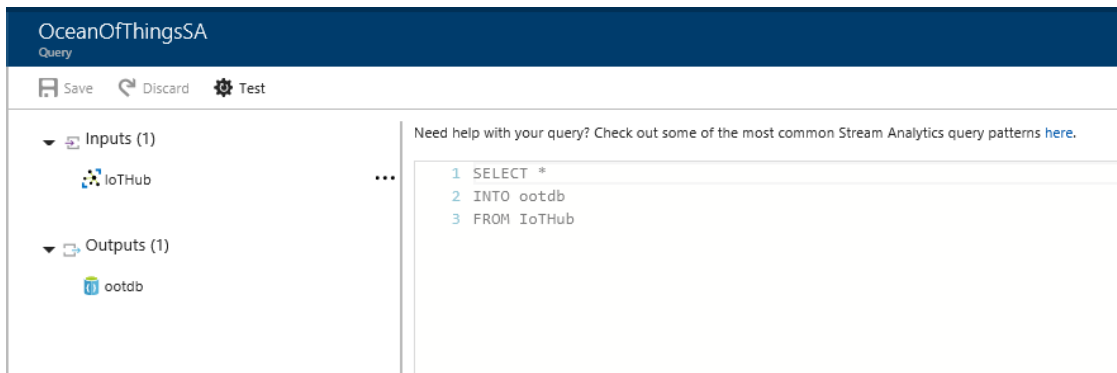 OceanOfThingsSA
Query
Save Discard Test
Inputs (1)
IoTHub
...
Outputs (1)
ootdb
Need help with your query? Check out some of the most common Stream Analytics query patterns here.
1 SELECT *
2 INTO ootdb
3 FROM IoTHub